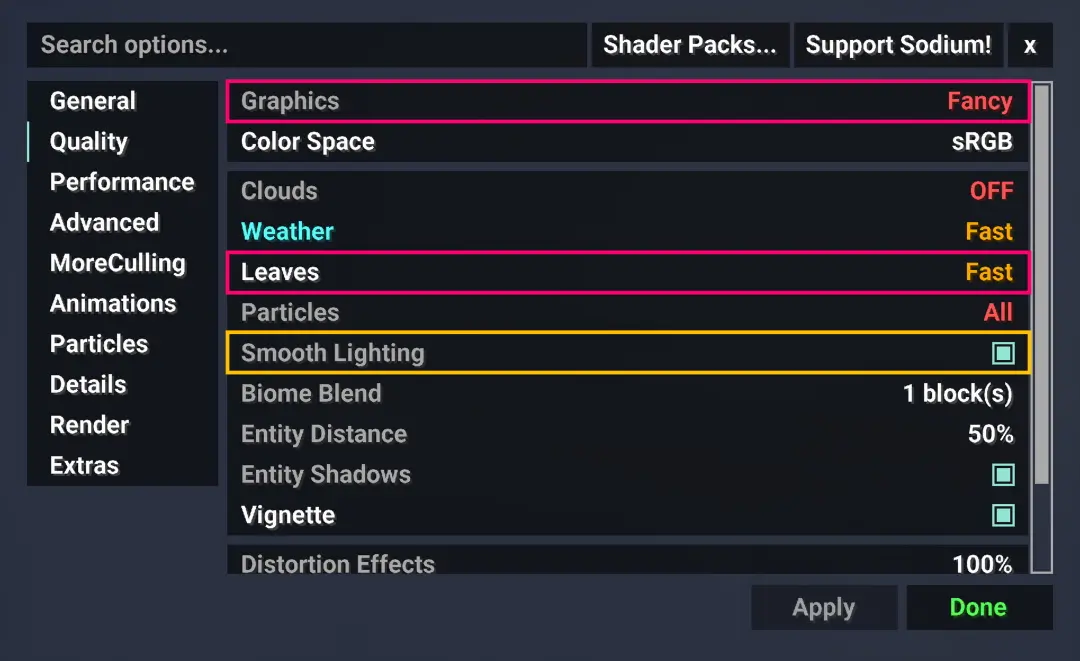 Search options...
Shader Packs...
Support Sodium!
x
General
Quality
Performance
Advanced
MoreCulling
Animations
Particles
Details
Render
Extras
Graphics Fancy
Color Space sRGB
Clouds OFF
Weather Fast
Leaves Fast
Particles All
Smooth Lighting
Biome Blend 1 block(s)
Entity Distance 50%
Entity Shadows
Vignette
Distortion Effects 100%
Apply
Done